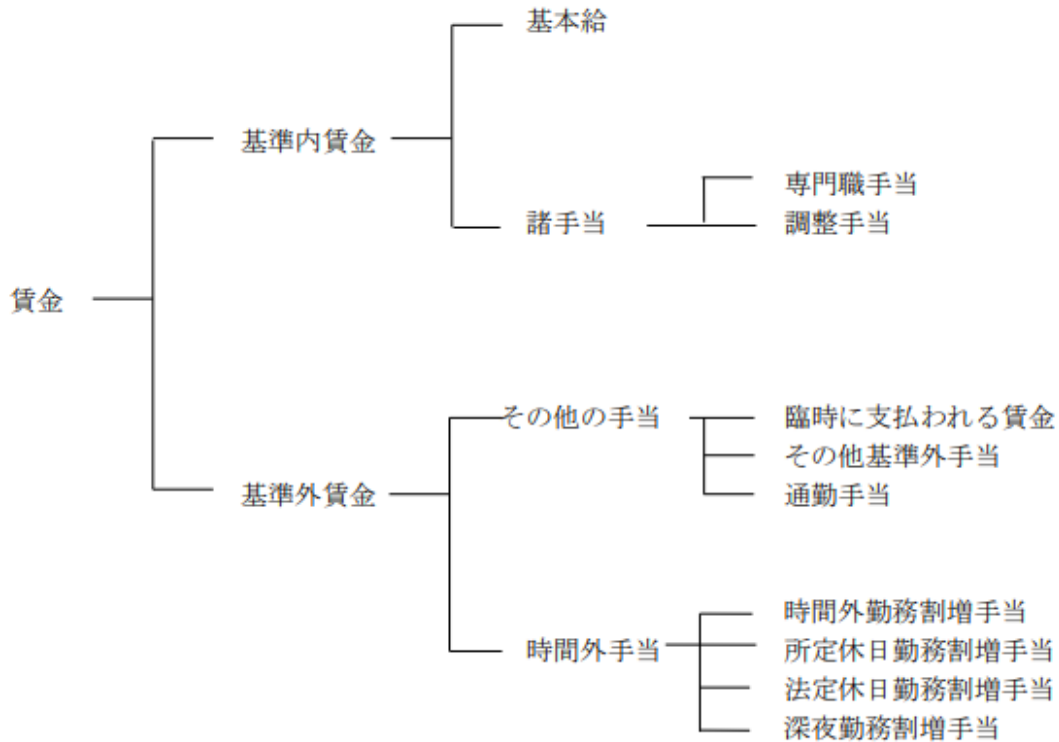 基本給
基準内賃金
専門職手当
諸手当
調整手当
賃金
その他の手当
臨時に支払われる賃金
その他基準外手当
基準外賃金
通勤手当
時間外勤務割増手当
時間外手当
所定休日勤務割増手当
法定休日勤務割増手当
深夜勤務割増手当